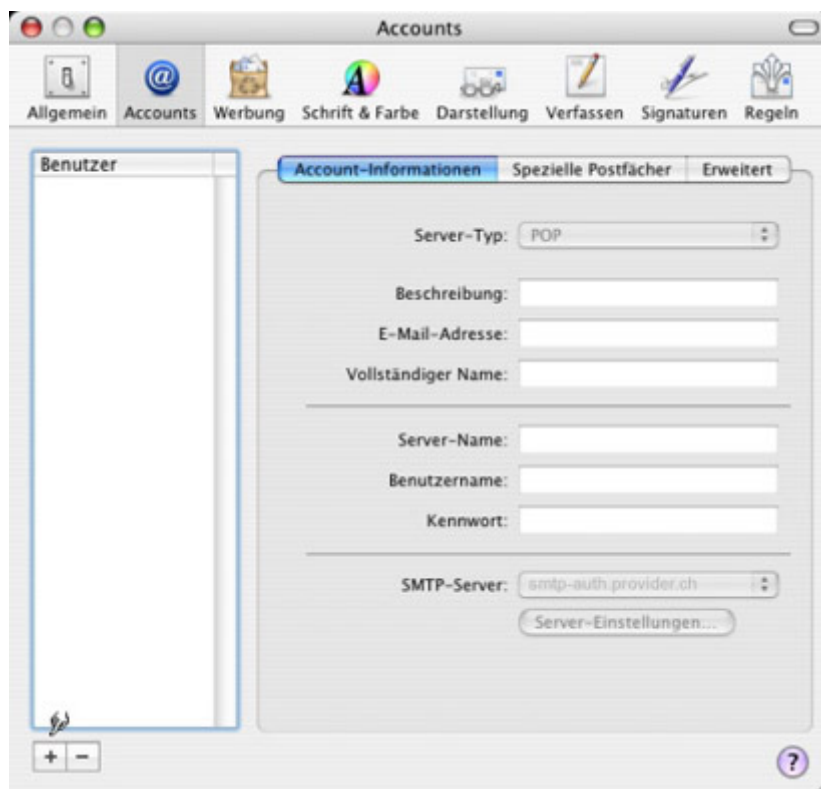 Accounts
Allgemein Accounts Werbung Schrift & Farbe Darstellung Verfassen Signaturen Regeln
Benutzer
Account-Informationen Spezielle Postfächer Erweitert
Server-Typ: POP
Beschreibung:
E-Mail-Adresse:
Vollständiger Name:
Server-Name:
Benutzername:
Kennwort:
SMTP-Server: smtp-auth.provider.ch
Server-Einstellungen...
+ − ?